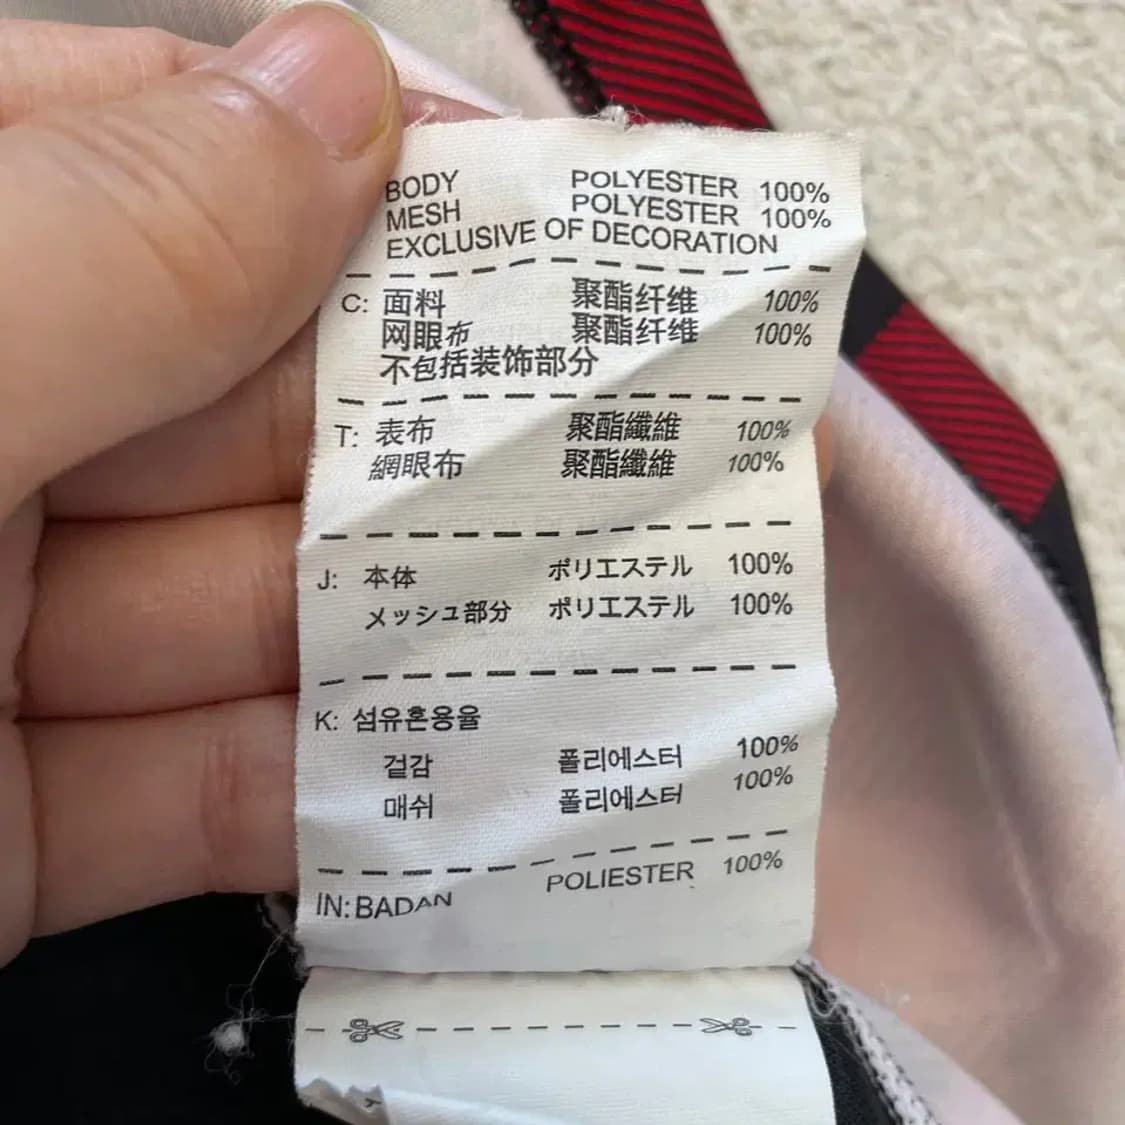 BODY POLYESTER 100%
MESH POLYESTER 100%
EXCLUSIVE OF DECORATION
C: 面料 聚酯纤维 100%
网眼布 聚酯纤维 100%
不包括装饰部分
T: 表布 聚酯纖維 100%
網眼布 聚酯纖維 100%
J: 本体 ポリエステル 100%
メッシュ部分 ポリエステル 100%
K: 섬유혼용율
겉감 폴리에스터 100%
매쉬 폴리에스터 100%
IN: BADAN POLIESTER 100%